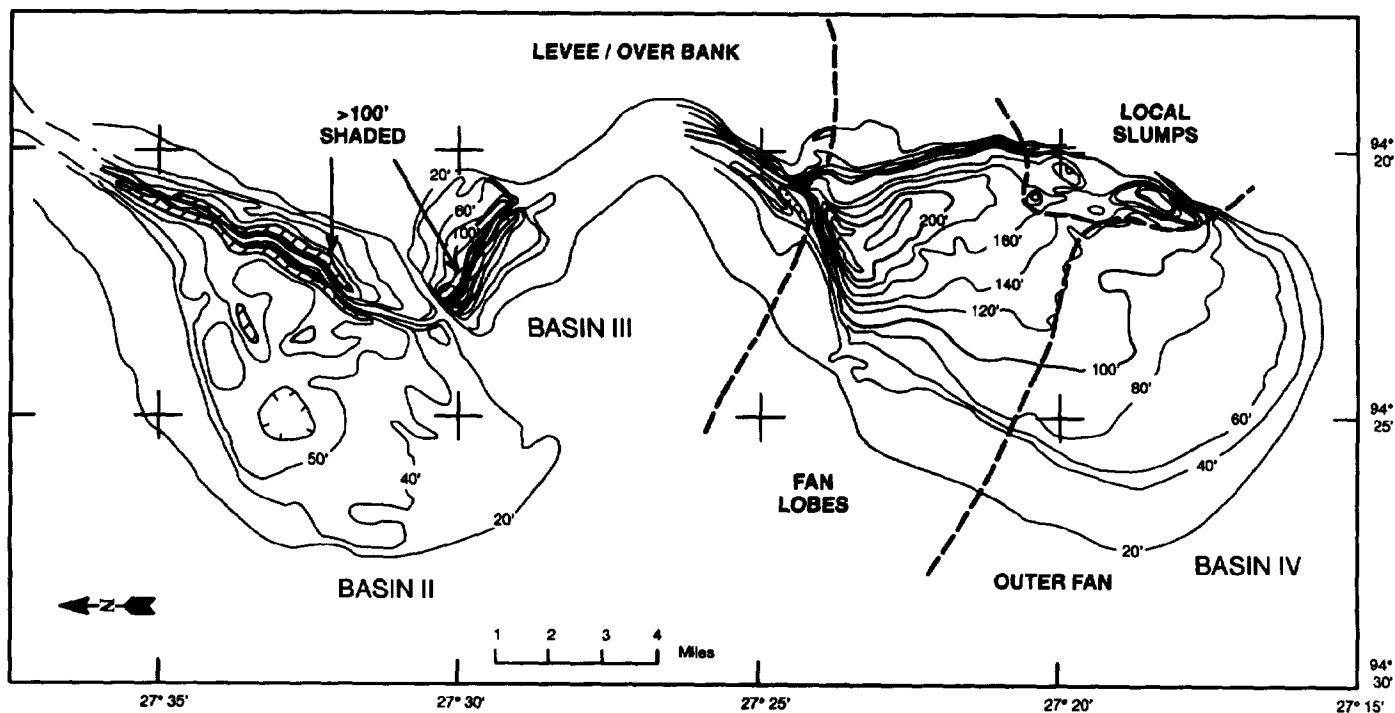 LEVEE / OVER BANK
>100'
SHADED
LOCAL
SLUMPS
94°
20'
20'
60'
100'
200'
160'
140'
120'
BASIN III
100'
80'
94°
25'
60'
50'
40'
40'
FAN
LOBES
20'
20'
BASIN II
OUTER FAN
BASIN IV
N
1 2 3 4
Miles
94°
30'
27° 35' 27° 30' 27° 25' 27° 20' 27° 15'